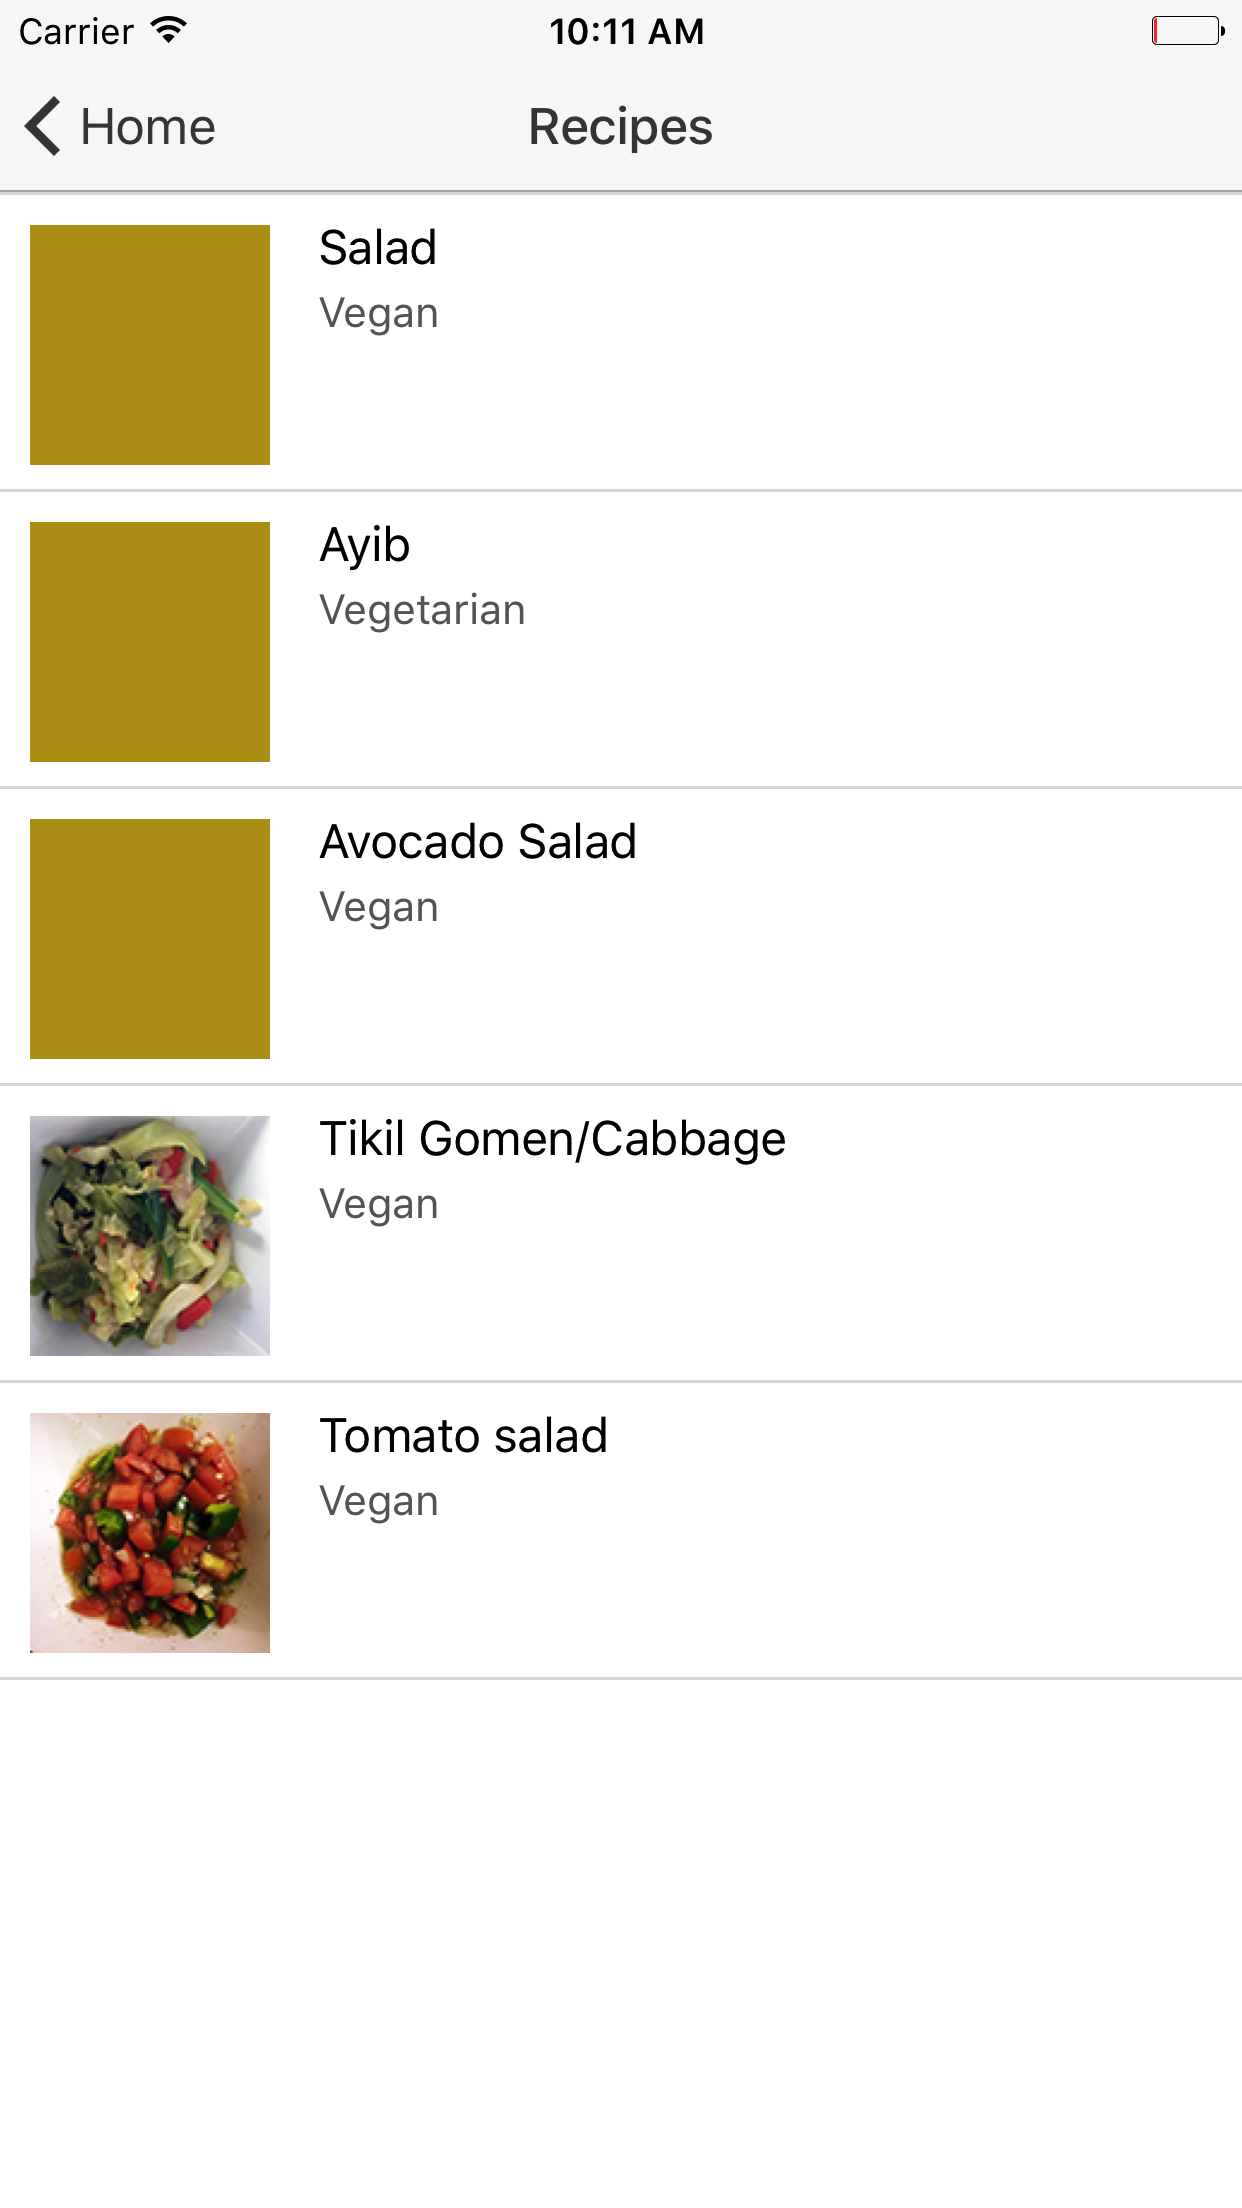 Carrier
10:11 AM
Home
Recipes
Salad
Vegan
Ayib
Vegetarian
Avocado Salad
Vegan
Tikil Gomen/Cabbage
Vegan
Tomato salad
Vegan